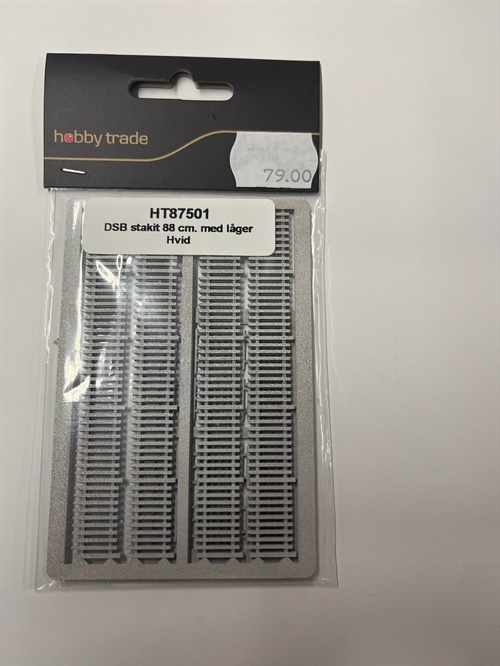 hobby trade
79.00
HT87501
DSB stakit 88 cm. med låger
Hvid